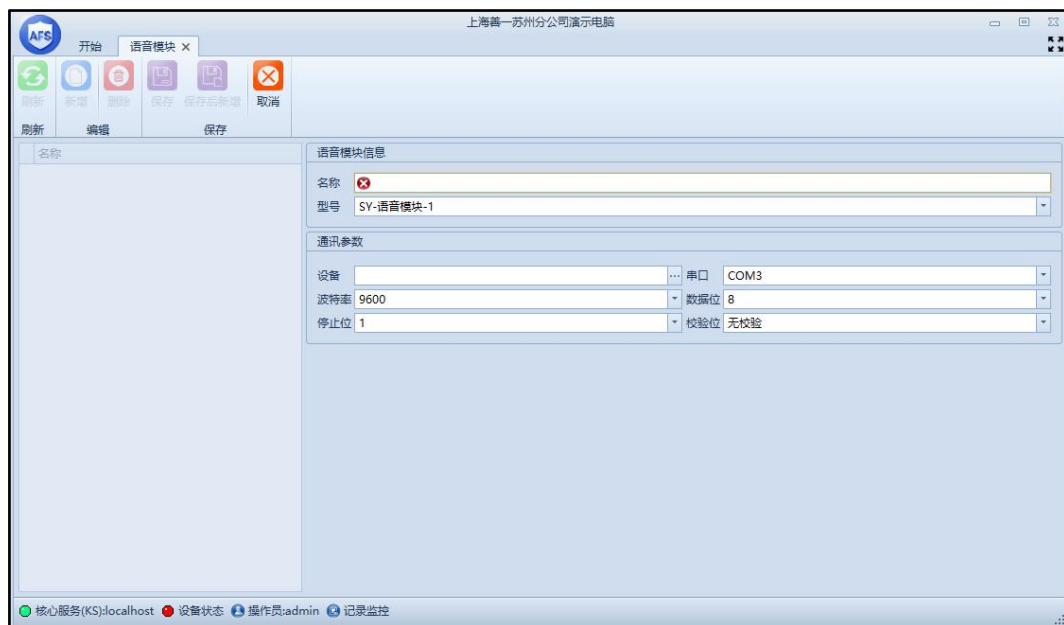 上海善一苏州分公司演示电脑
AFS
开始 语音模块
刷新 新增 删除 保存 保存后新增 取消
刷新 编辑 保存
名称
语音模块信息
名称
型号 SY-语音模块-1
通讯参数
设备 ... 串口 COM3
波特率 9600 数据位 8
停止位 1 校验位 无校验
核心服务(KS):localhost 设备状态 操作员:admin 记录监控